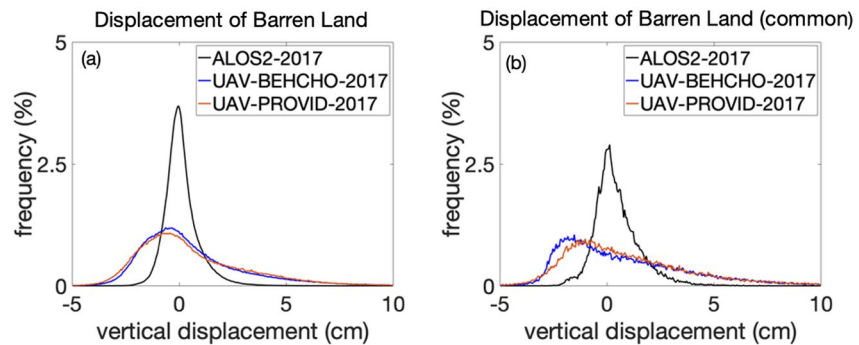 Displacement of Barren Land
(a)
ALOS2-2017
UAV-BEHCHO-2017
UAV-PROVID-2017
5
2.5
0
frequency (%)
-5 0 5 10
vertical displacement (cm)
Displacement of Barren Land (common)
(b)
ALOS2-2017
UAV-BEHCHO-2017
UAV-PROVID-2017
5
2.5
0
frequency (%)
-5 0 5 10
vertical displacement (cm)